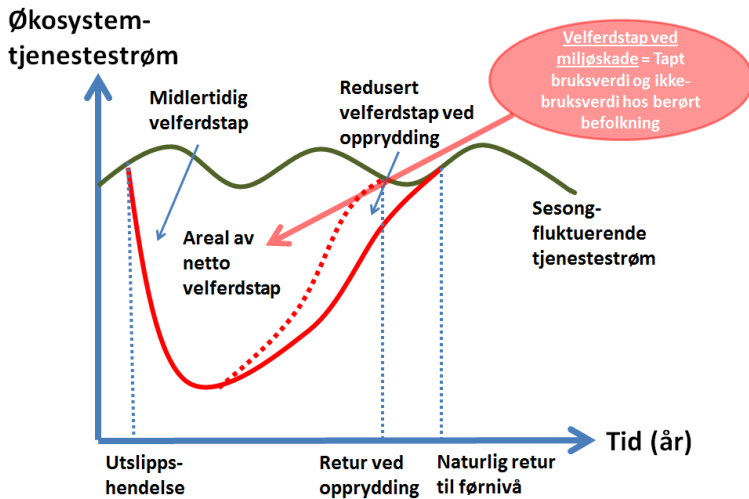 Økosystem-
tjenestestrøm
Velferdstap ved
miljøskade = Tapt
bruksverdi og ikke-
bruksverdi hos berørt
befolkning
Midlertidig
velferdstap
Redusert
velferdstap ved
opprydding
Areal av
netto
velferdstap
Sesong-
fluktuerende
tjenestestrøm
Tid (år)
Utslipps-
hendelse
Retur ved
opprydding
Naturlig retur
til førnivå